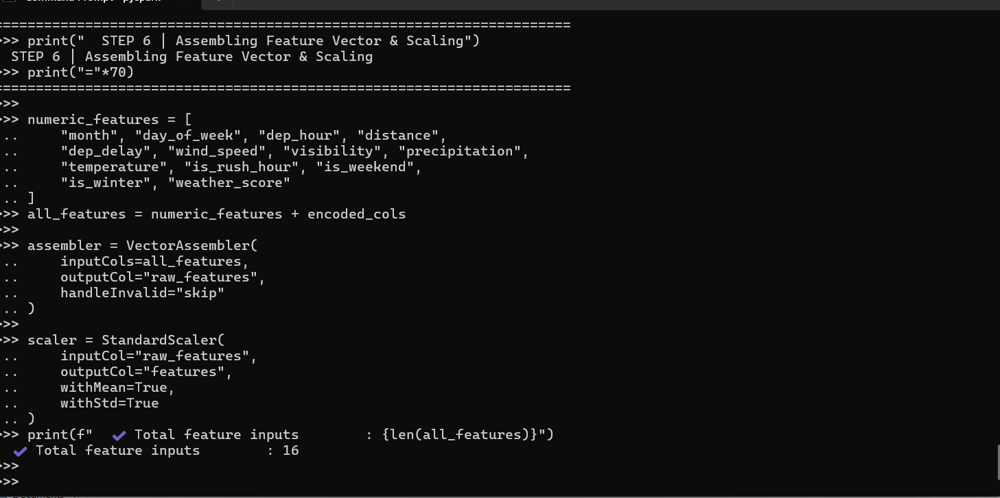 ======================================================================
>>> print("  STEP 6 | Assembling Feature Vector & Scaling")
  STEP 6 | Assembling Feature Vector & Scaling
>>> print("="*70)
======================================================================
>>>
>>> numeric_features = [
...     "month", "day_of_week", "dep_hour", "distance",
...     "dep_delay", "wind_speed", "visibility", "precipitation",
...     "temperature", "is_rush_hour", "is_weekend",
...     "is_winter", "weather_score"
... ]
>>> all_features = numeric_features + encoded_cols
>>>
>>> assembler = VectorAssembler(
...     inputCols=all_features,
...     outputCol="raw_features",
...     handleInvalid="skip"
... )
>>>
>>> scaler = StandardScaler(
...     inputCol="raw_features",
...     outputCol="features",
...     withMean=True,
...     withStd=True
... )
>>> print(f"  ✔ Total feature inputs        : {len(all_features)}")
  ✔ Total feature inputs        : 16
>>>
>>>